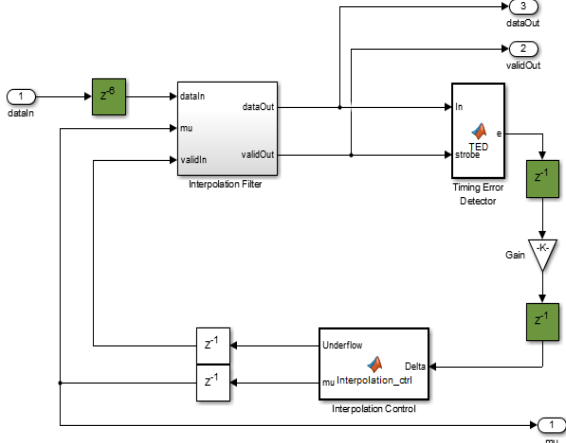 3
dataOut
2
validOut
1
dataIn
z-6
dataIn
mu
validIn
dataOut
validOut
Interpolation Filter
In
strobe
e
TED
Timing Error
Detector
z-1
Gain
-K-
z-1
z-1
z-1
Underflow
mu
Delta
Interpolation_ctrl
Interpolation Control
1
mu